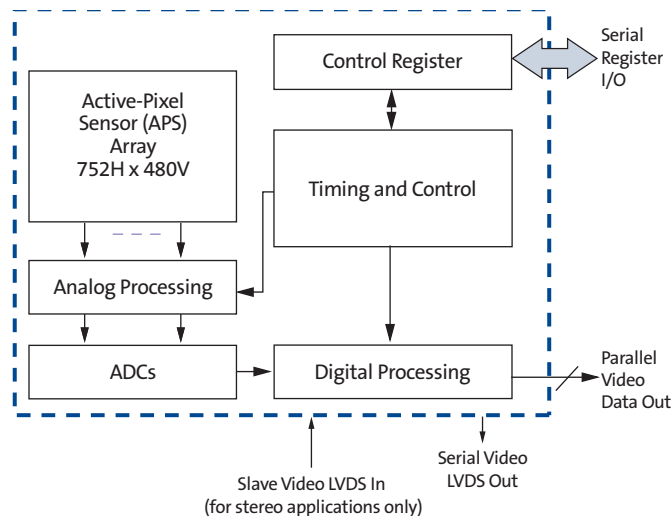 Control Register
Serial
Register
I/O
Active-Pixel
Sensor (APS)
Array
752H x 480V
Timing and Control
Analog Processing
ADCs
Digital Processing
Parallel
Video
Data Out
Slave Video LVDS In
(for stereo applications only)
Serial Video
LVDS Out